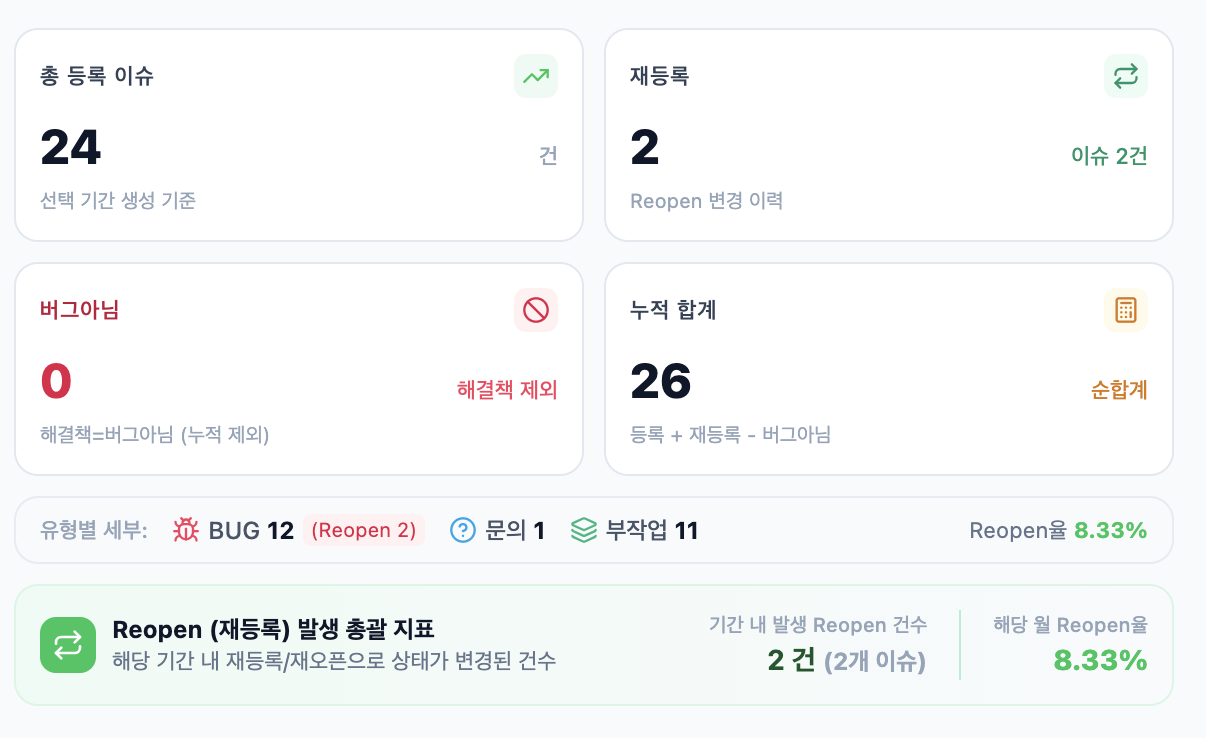 총 등록 이슈
24 건
선택 기간 생성 기준
재등록
2 이슈 2건
Reopen 변경 이력
버그아님
0 해결책 제외
해결책=버그아님 (누적 제외)
누적 합계
26 순합계
등록 + 재등록 - 버그아님
유형별 세부: BUG 12 (Reopen 2) 문의 1 부작업 11 Reopen율 8.33%
Reopen (재등록) 발생 총괄 지표
해당 기간 내 재등록/재오픈으로 상태가 변경된 건수
기간 내 발생 Reopen 건수
2 건 (2개 이슈)
해당 월 Reopen율
8.33%